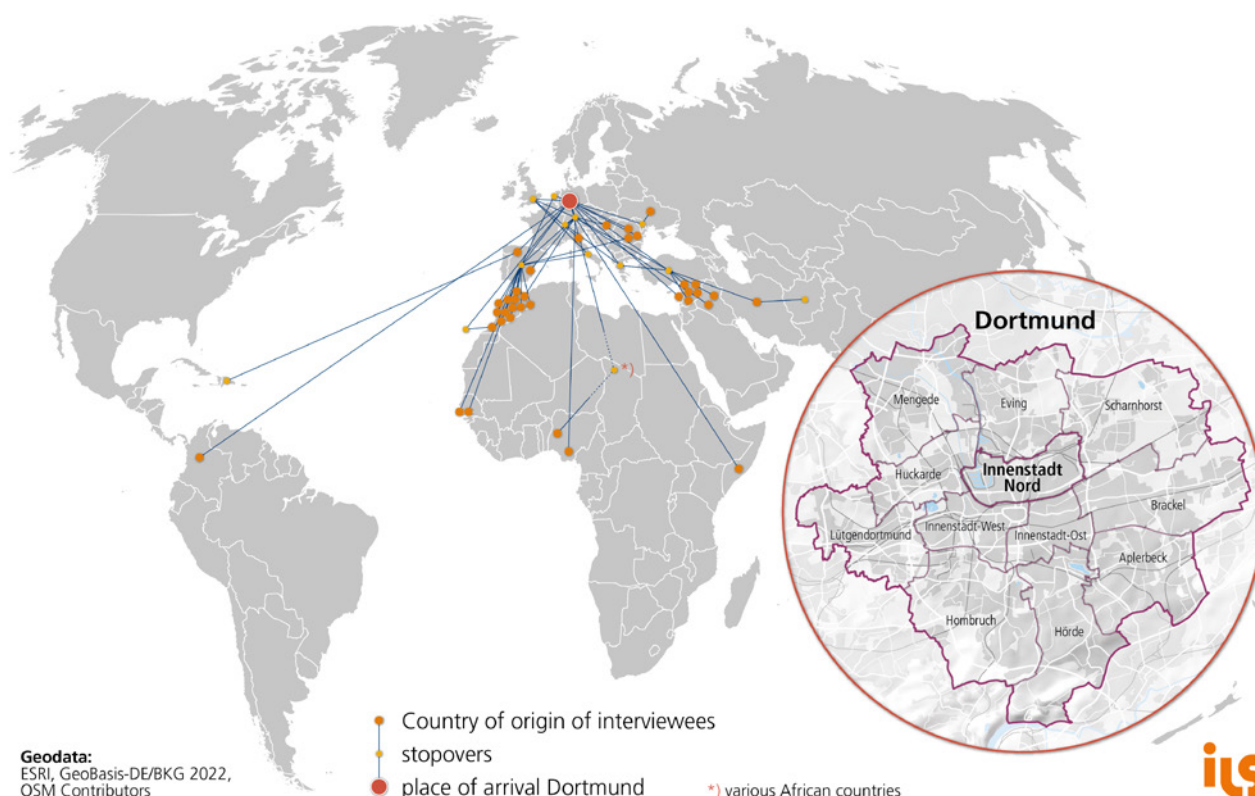 *)
Dortmund
Mengede
Eving
Scharnhorst
Huckarde
Innenstadt
Nord
Brackel
Lütgendortmund
Innenstadt-West
Innenstadt-Ost
Aplerbeck
Hombruch
Hörde
Country of origin of interviewees
stopovers
place of arrival Dortmund
*) various African countries
Geodata:
ESRI, GeoBasis-DE/BKG 2022,
OSM Contributors
ils